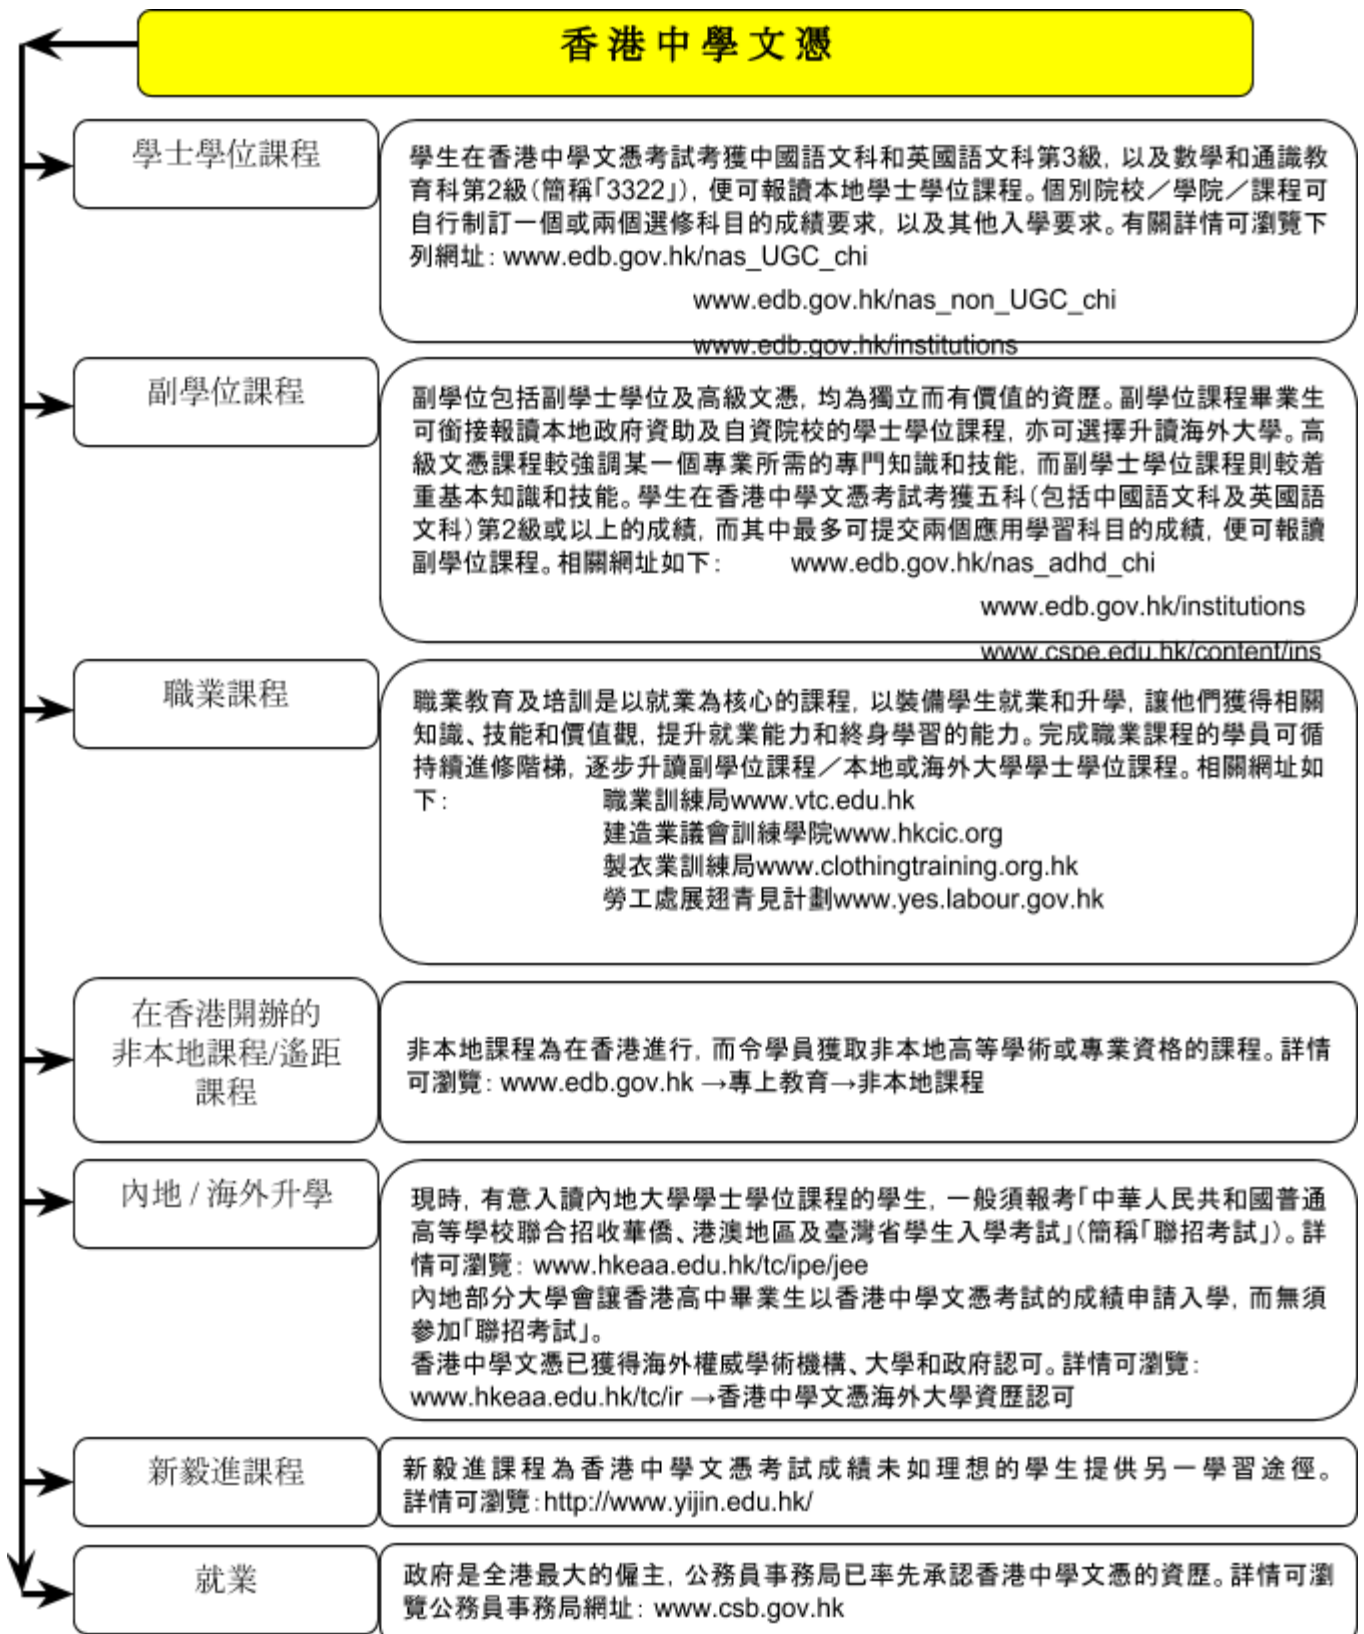 香港中學文憑
學士學位課程
學生在香港中學文憑考試考獲中國語文科和英國語文科第3級，以及數學和通識教
育科第2級（簡稱「3322」），便可報讀本地學士學位課程。個別院校／學院／課程可
自行制訂一個或兩個選修科目的成績要求，以及其他入學要求。有關詳情可瀏覽下
列網址：www.edb.gov.hk/nas_UGC_chi
www.edb.gov.hk/nas_non_UGC_chi
www.edb.gov.hk/institutions
副學位課程
副學位包括副學士學位及高級文憑，均為獨立而有價值的資歷。副學位課程畢業生
可銜接報讀本地政府資助及自資院校的學士學位課程，亦可選擇升讀海外大學。高
級文憑課程較強調某一個專業所需的專門知識和技能，而副學士學位課程則較着
重基本知識和技能。學生在香港中學文憑考試考獲五科（包括中國語文科及英國語
文科）第2級或以上的成績，而其中最多可提交兩個應用學習科目的成績，便可報讀
副學位課程。相關網址如下： www.edb.gov.hk/nas_adhd_chi
www.edb.gov.hk/institutions
www.cspe.edu.hk/content/ins
職業課程
職業教育及培訓是以就業為核心的課程，以裝備學生就業和升學，讓他們獲得相關
知識、技能和價值觀，提升就業能力和終身學習的能力。完成職業課程的學員可循
持續進修階梯，逐步升讀副學位課程／本地或海外大學學士學位課程。相關網址如
下： 職業訓練局www.vtc.edu.hk
建造業議會訓練學院www.hkcic.org
製衣業訓練局www.clothingtraining.org.hk
勞工處展翅青見計劃www.yes.labour.gov.hk
在香港開辦的
非本地課程/遙距
課程
非本地課程為在香港進行，而令學員獲取非本地高等學術或專業資格的課程。詳情
可瀏覽：www.edb.gov.hk →專上教育→非本地課程
內地 / 海外升學
現時，有意入讀內地大學學士學位課程的學生，一般須報考「中華人民共和國普通
高等學校聯合招收華僑、港澳地區及臺灣省學生入學考試」（簡稱「聯招考試」）。詳
情可瀏覽：www.hkeaa.edu.hk/tc/ipe/jee
內地部分大學會讓香港高中畢業生以香港中學文憑考試的成績申請入學，而無須
參加「聯招考試」。
香港中學文憑已獲得海外權威學術機構、大學和政府認可。詳情可瀏覽：
www.hkeaa.edu.hk/tc/ir →香港中學文憑海外大學資歷認可
新毅進課程
新毅進課程為香港中學文憑考試成績未如理想的學生提供另一學習途徑。
詳情可瀏覽：http://www.yijin.edu.hk/
就業
政府是全港最大的僱主，公務員事務局已率先承認香港中學文憑的資歷。詳情可瀏
覽公務員事務局網址：www.csb.gov.hk